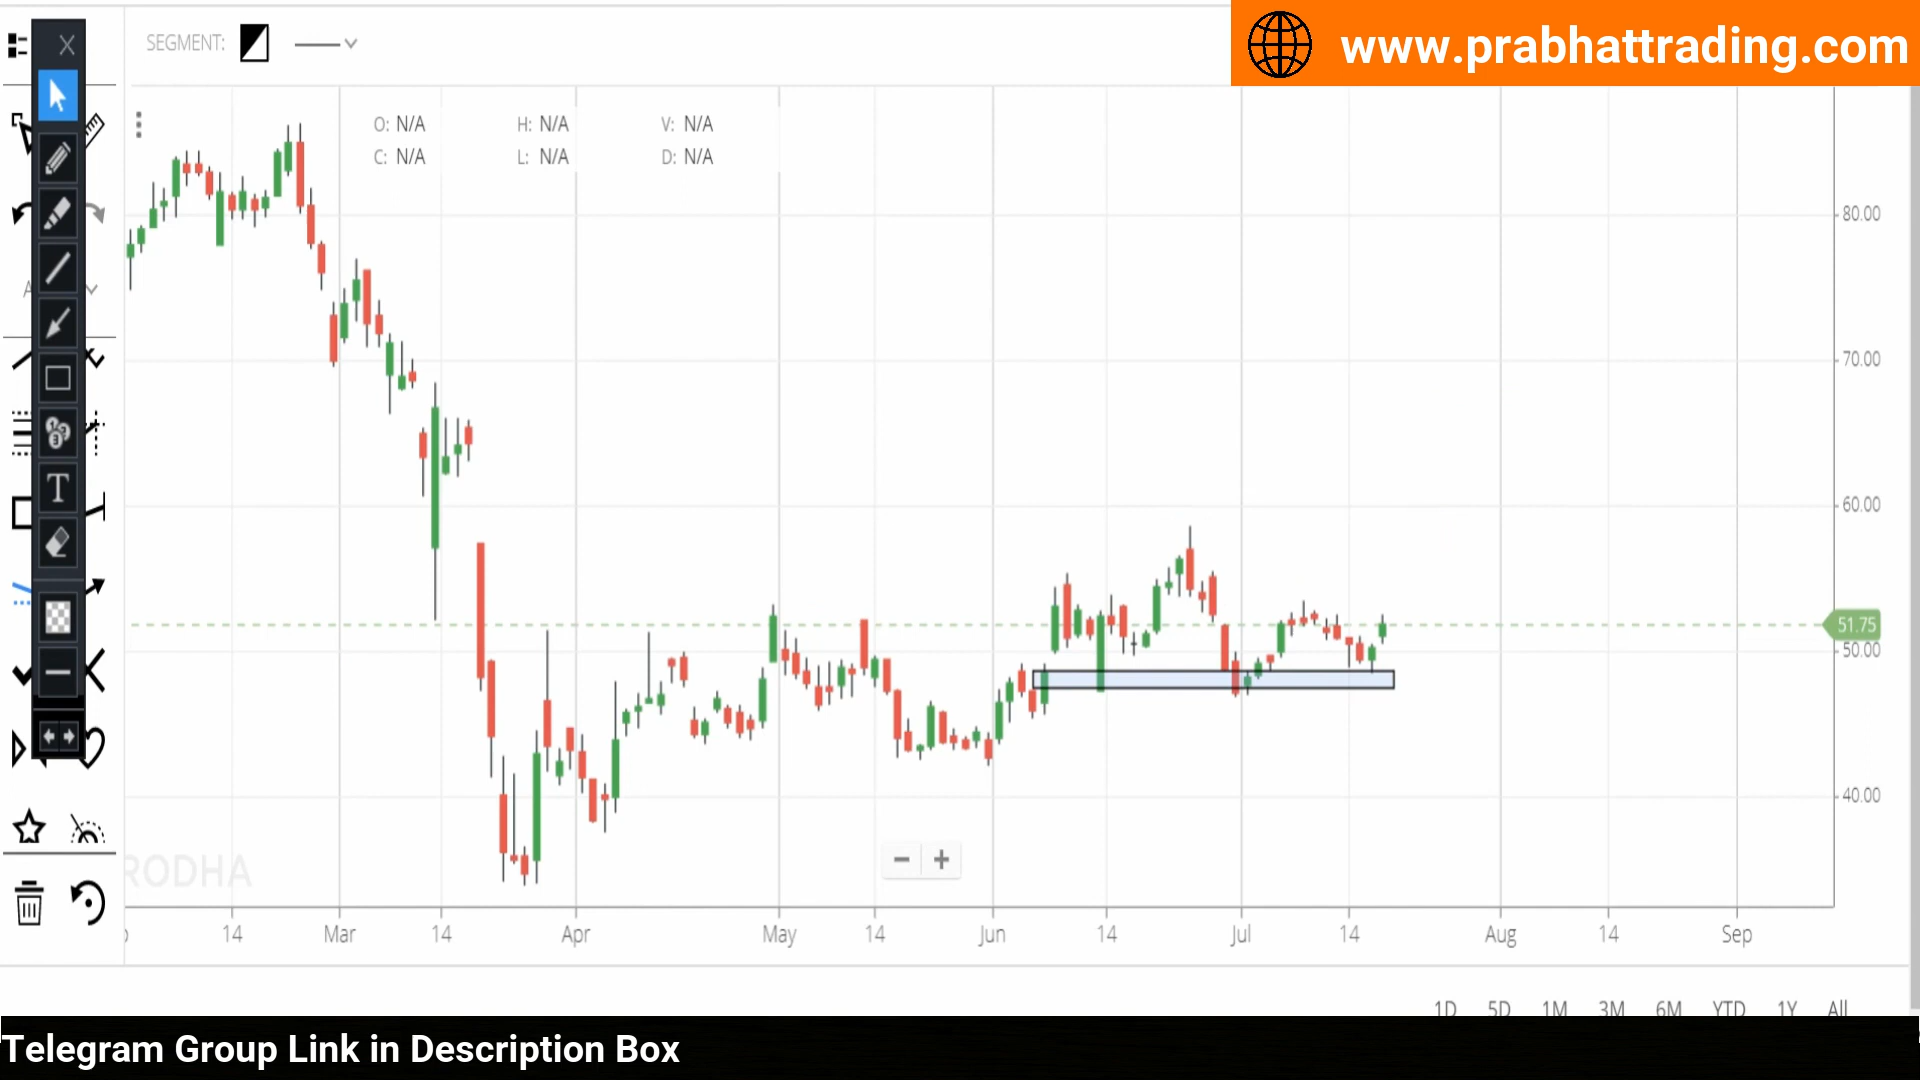 SEGMENT:
www.prabhattrading.com
O: N/A H: N/A V: N/A
C: N/A L: N/A D: N/A
80.00
70.00
60.00
51.75
50.00
40.00
RODHA
14 Mar 14 Apr May 14 Jun 14 Jul 14 Aug 14 Sep
1D 5D 1M 3M 6M YTD 1Y All
T
Telegram Group Link in Description Box